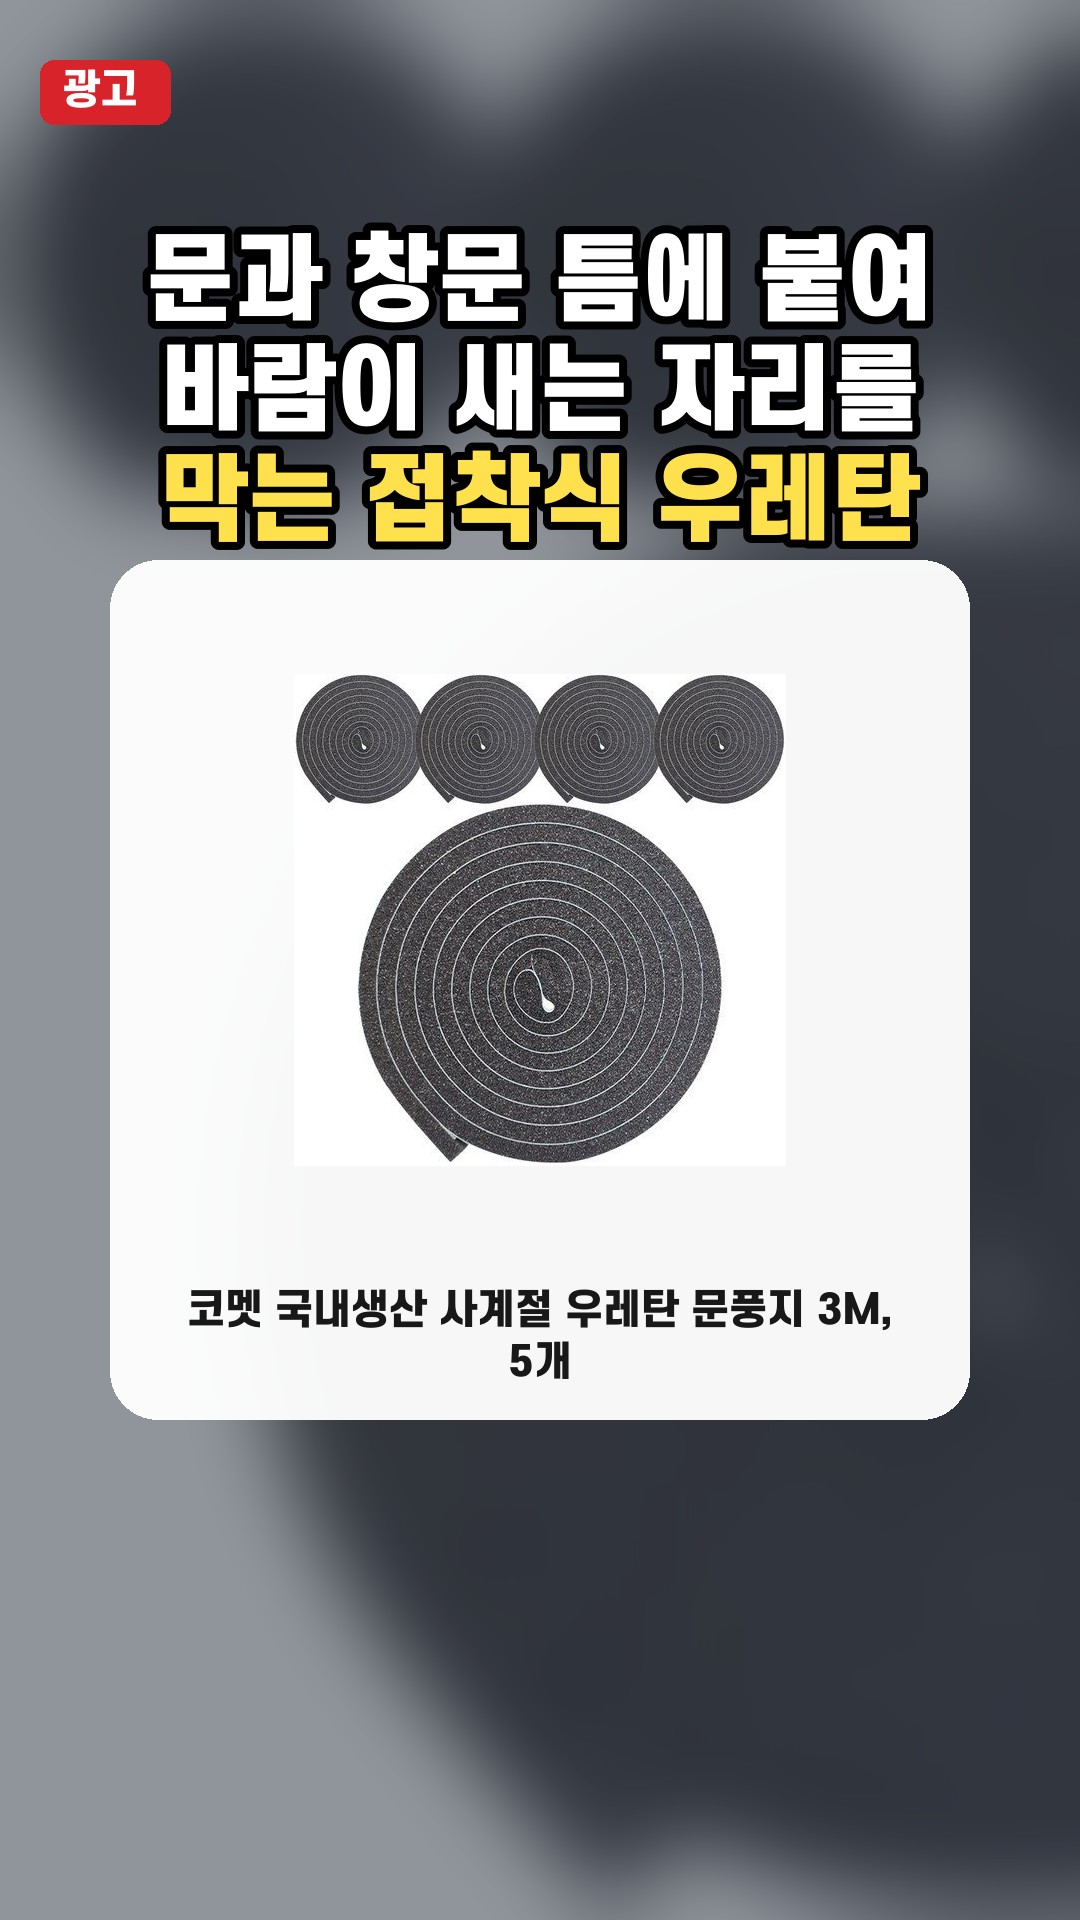 광고
문과 창문 틈에 붙여
바람이 새는 자리를
막는 접착식 우레탄
코멧 국내생산 사계절 우레탄 문풍지 3M,
5개